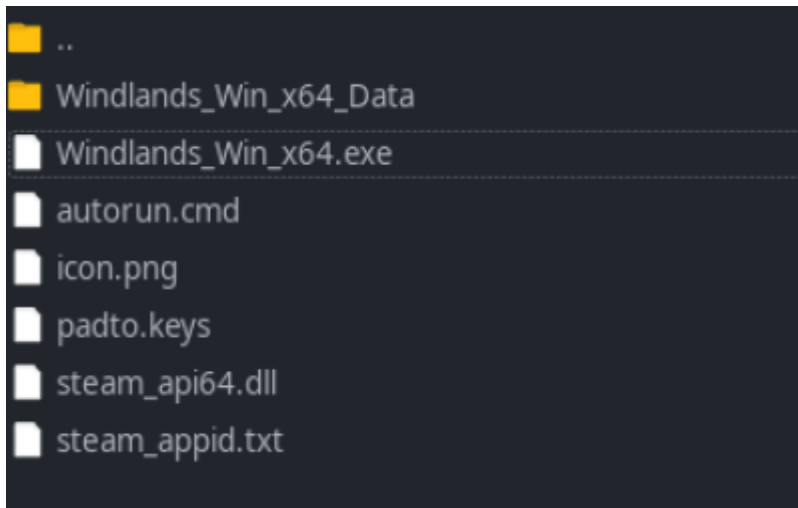 ..
Windlands_Win_x64_Data
Windlands_Win_x64.exe
autorun.cmd
icon.png
padto.keys
steam_api64.dll
steam_appid.txt